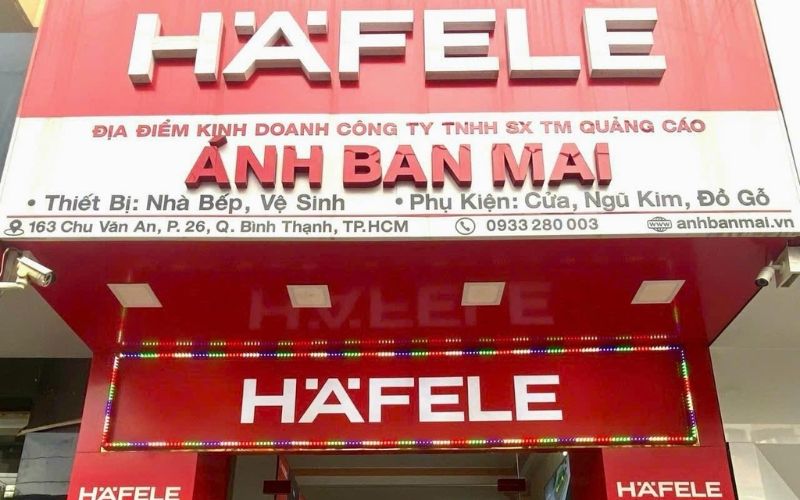 HÄFELE
ĐỊA ĐIỂM KINH DOANH CÔNG TY TNHH SX TM QUẢNG CÁO
ÁNH BAN MAI
• Thiết Bị: Nhà Bếp, Vệ Sinh • Phụ Kiện: Cửa, Ngũ Kim, Đồ Gỗ
163 Chu Văn An, P. 26, Q. Bình Thạnh, TP.HCM 0933 280 003 www anhbanmai.vn
HÄFELE
HÄFELE
HÄFELE HÄFELE